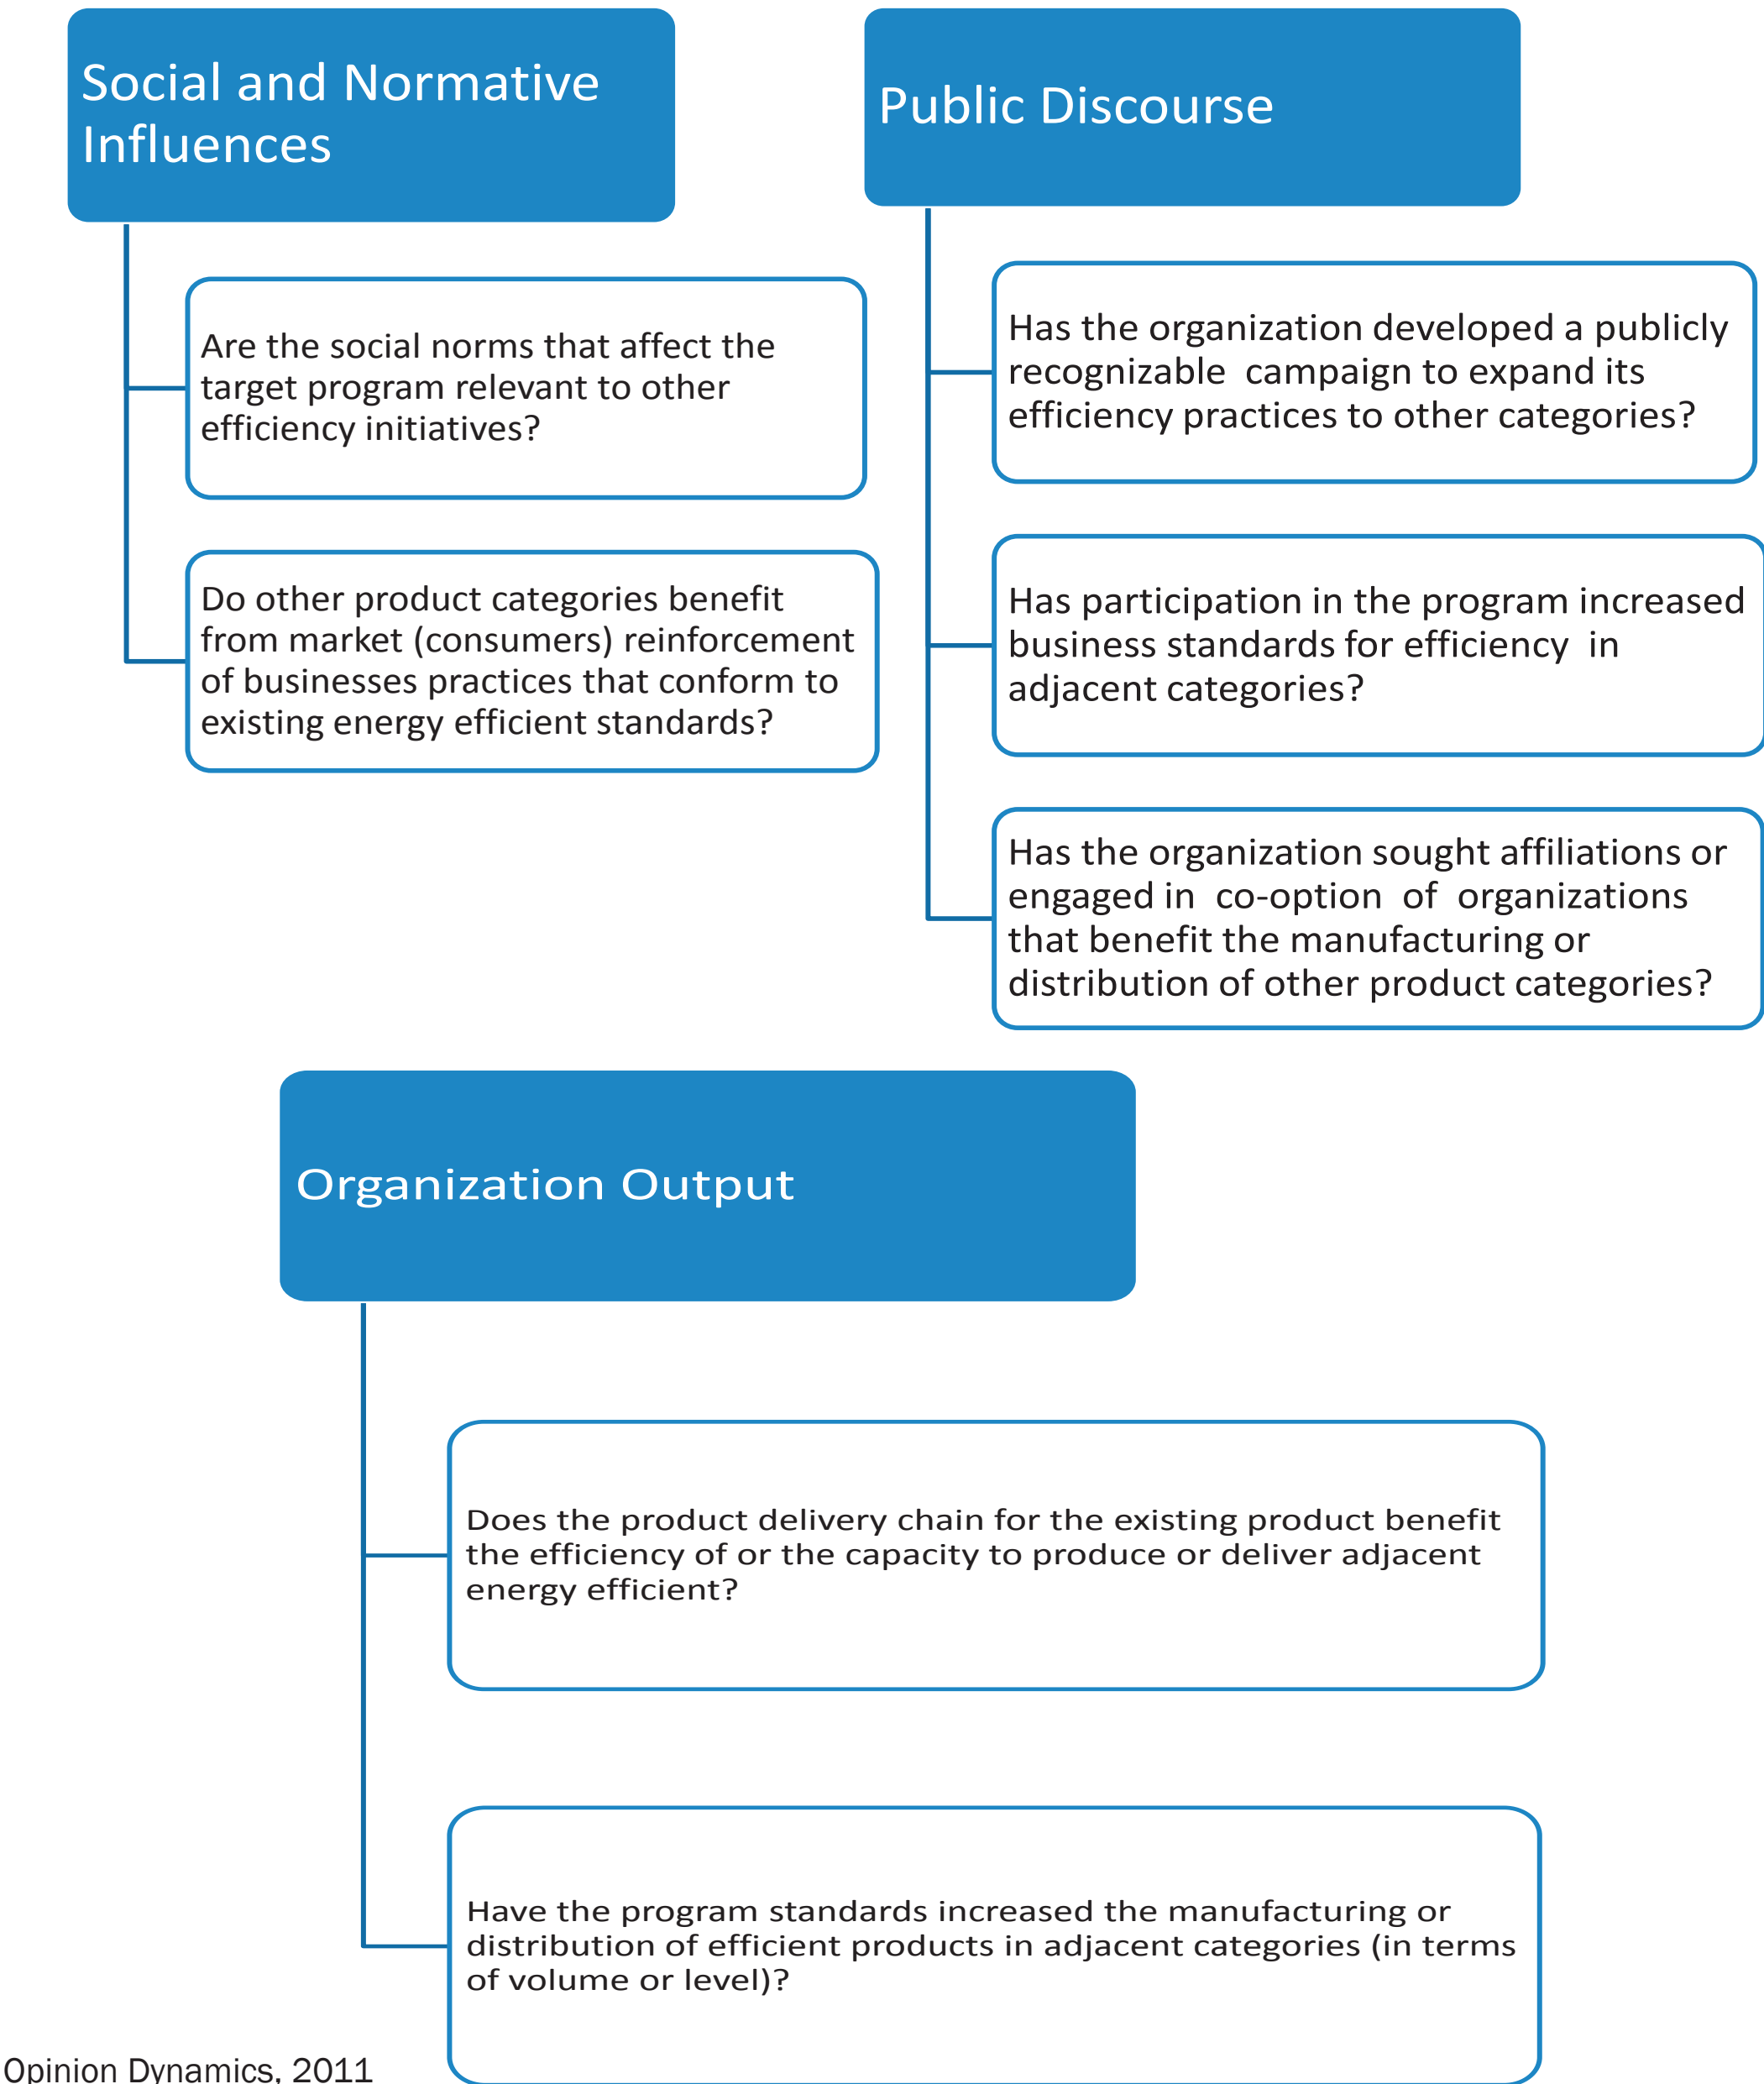 Social and Normative
Influences
Are the social norms that affect the
target program relevant to other
efficiency initiatives?
Do other product categories benefit
from market (consumers) reinforcement
of businesses practices that conform to
existing energy efficient standards?
Public Discourse
Has the organization developed a publicly
recognizable  campaign to expand its
efficiency practices to other categories?
Has participation in the program increased
business standards for efficiency  in
adjacent categories?
Has the organization sought affiliations or
engaged in  co-option  of  organizations
that benefit the manufacturing or
distribution of other product categories?
Organization Output
Does the product delivery chain for the existing product benefit
the efficiency of or the capacity to produce or deliver adjacent
energy efficient?
Have the program standards increased the manufacturing or
distribution of efficient products in adjacent categories (in terms
of volume or level)?
Opinion Dynamics, 2011